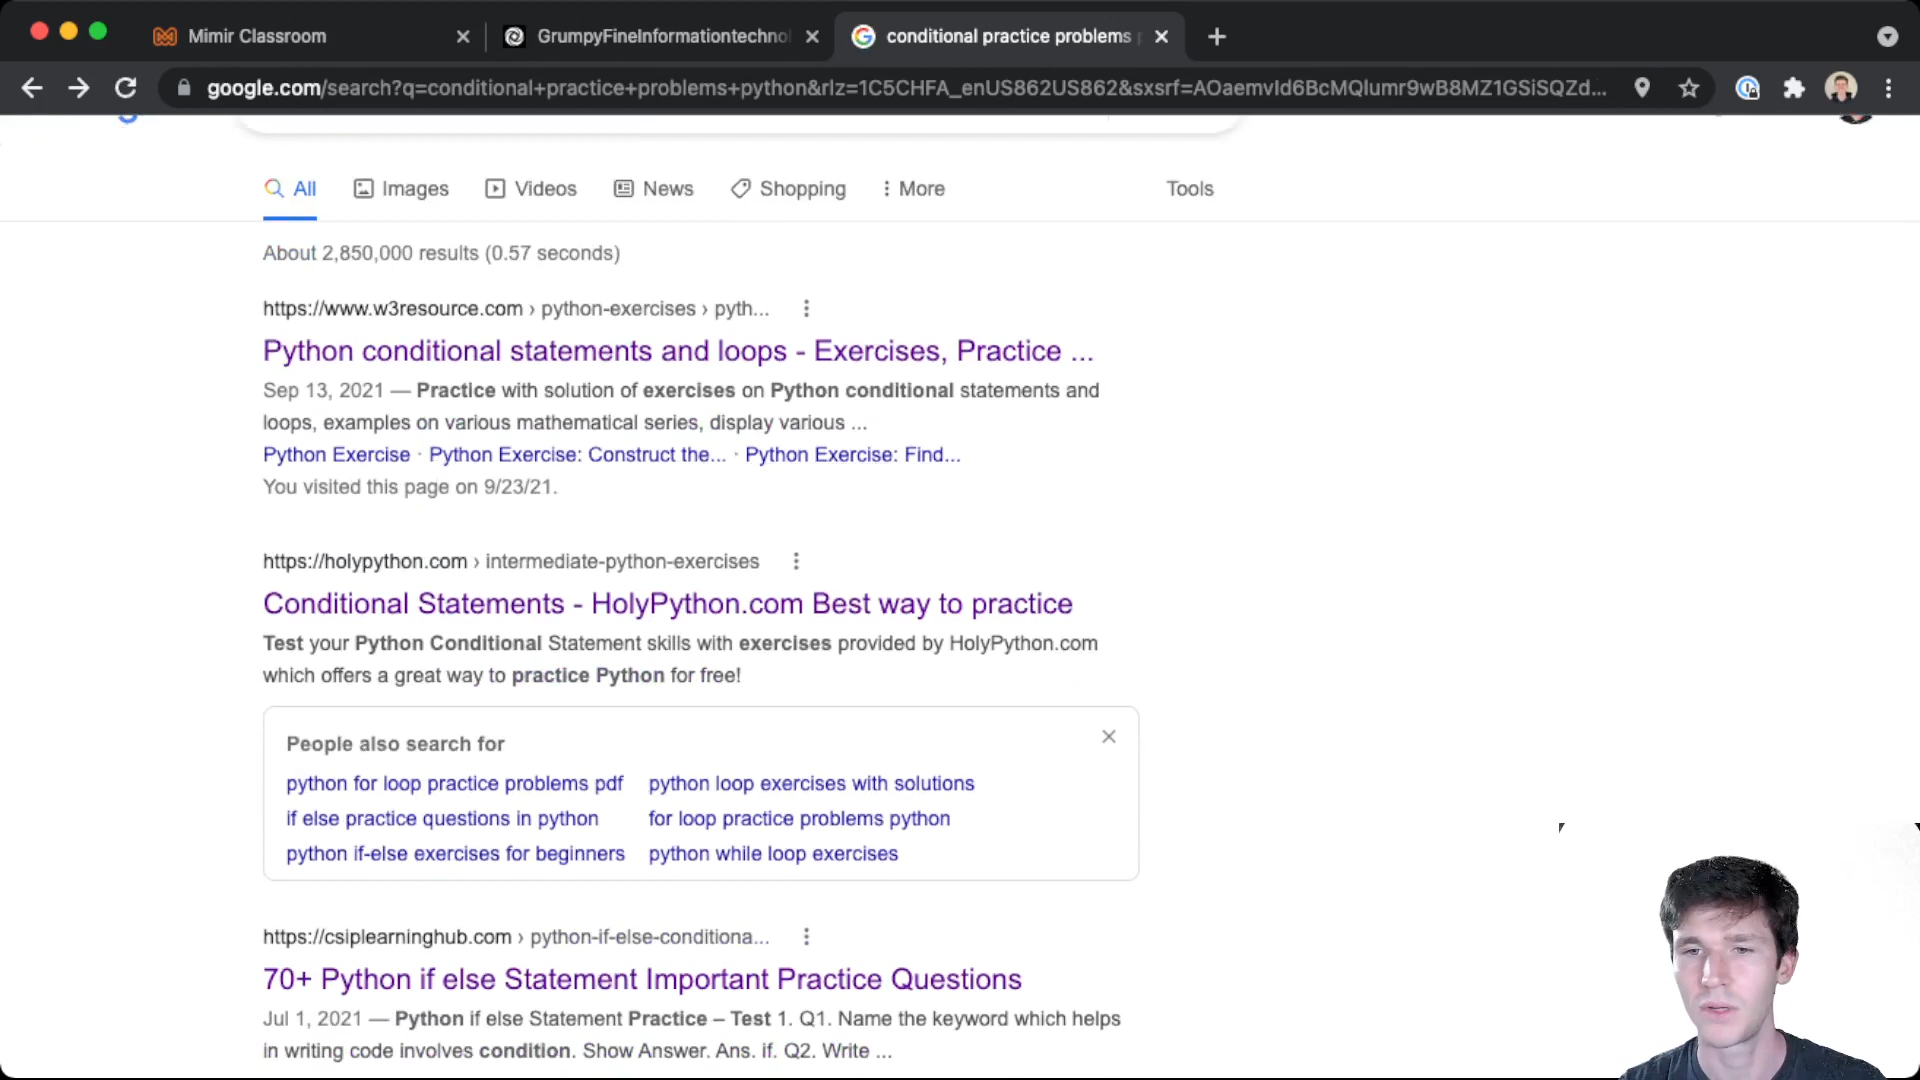 Mimir Classroom
GrumpyFineInformationtechnol
conditional practice problems p
google.com/search?q=conditional+practice+problems+python&rlz=1C5CHFA_enUS862US862&sxsrf=AOaemvId6BcMQlumr9wB8MZ1GSiSQZd...
All Images Videos News Shopping More Tools
About 2,850,000 results (0.57 seconds)
https://www.w3resource.com › python-exercises › pyth...
Python conditional statements and loops - Exercises, Practice ...
Sep 13, 2021 — Practice with solution of exercises on Python conditional statements and
loops, examples on various mathematical series, display various ...
Python Exercise · Python Exercise: Construct the... · Python Exercise: Find...
You visited this page on 9/23/21.
https://holypython.com › intermediate-python-exercises
Conditional Statements - HolyPython.com Best way to practice
Test your Python Conditional Statement skills with exercises provided by HolyPython.com
which offers a great way to practice Python for free!
People also search for
python for loop practice problems pdf python loop exercises with solutions
if else practice questions in python for loop practice problems python
python if-else exercises for beginners python while loop exercises
https://csiplearninghub.com › python-if-else-conditiona...
70+ Python if else Statement Important Practice Questions
Jul 1, 2021 — Python if else Statement Practice – Test 1. Q1. Name the keyword which helps
in writing code involves condition. Show Answer. Ans. if. Q2. Write ...